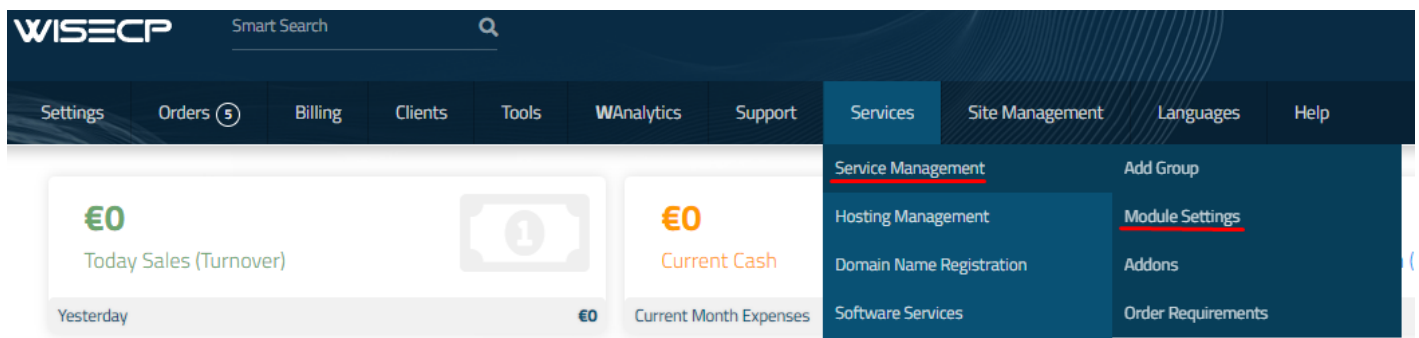 WISECP
Smart Search
Settings
Orders 5
Billing
Clients
Tools
WAnalytics
Support
Services
Site Management
Languages
Help
Service Management
Add Group
Hosting Management
Module Settings
Domain Name Registration
Addons
Software Services
Order Requirements
€0
Today Sales (Turnover)
1
Yesterday €0
€0
Current Cash
Current Month Expenses
(